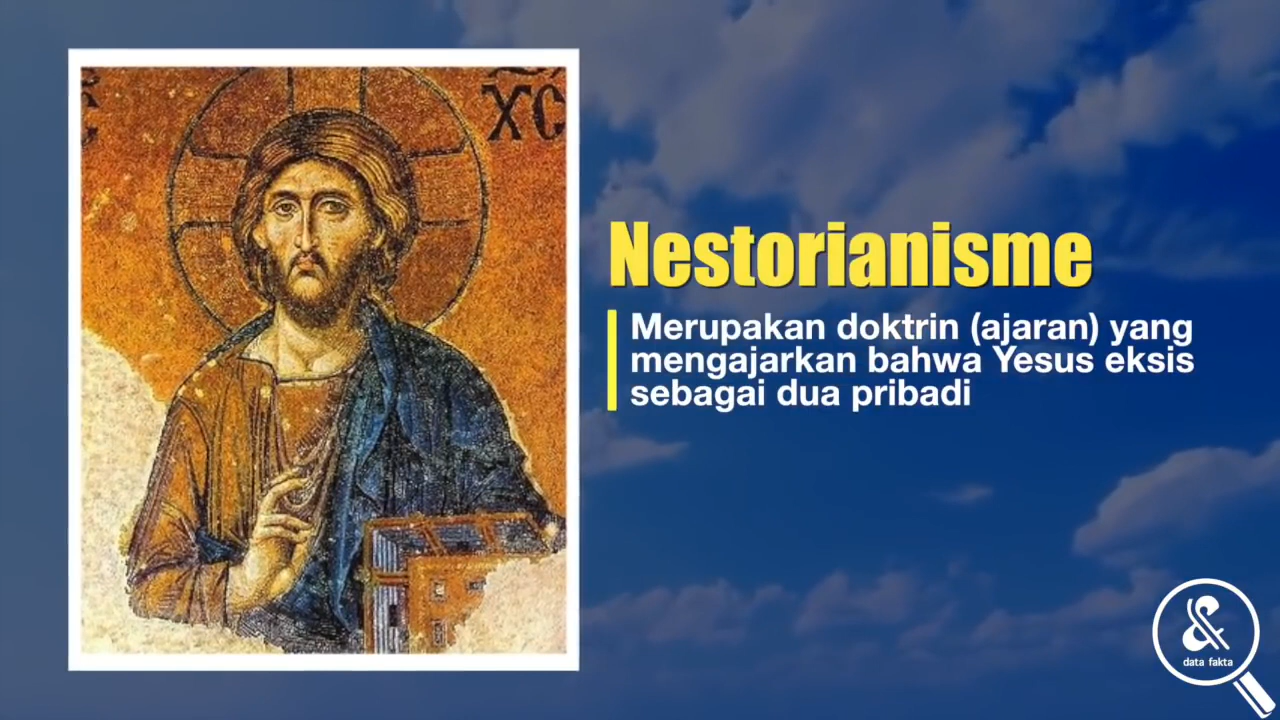 XC
Nestorianisme
Merupakan doktrin (ajaran) yang
mengajarkan bahwa Yesus eksis
sebagai dua pribadi
&
data fakta